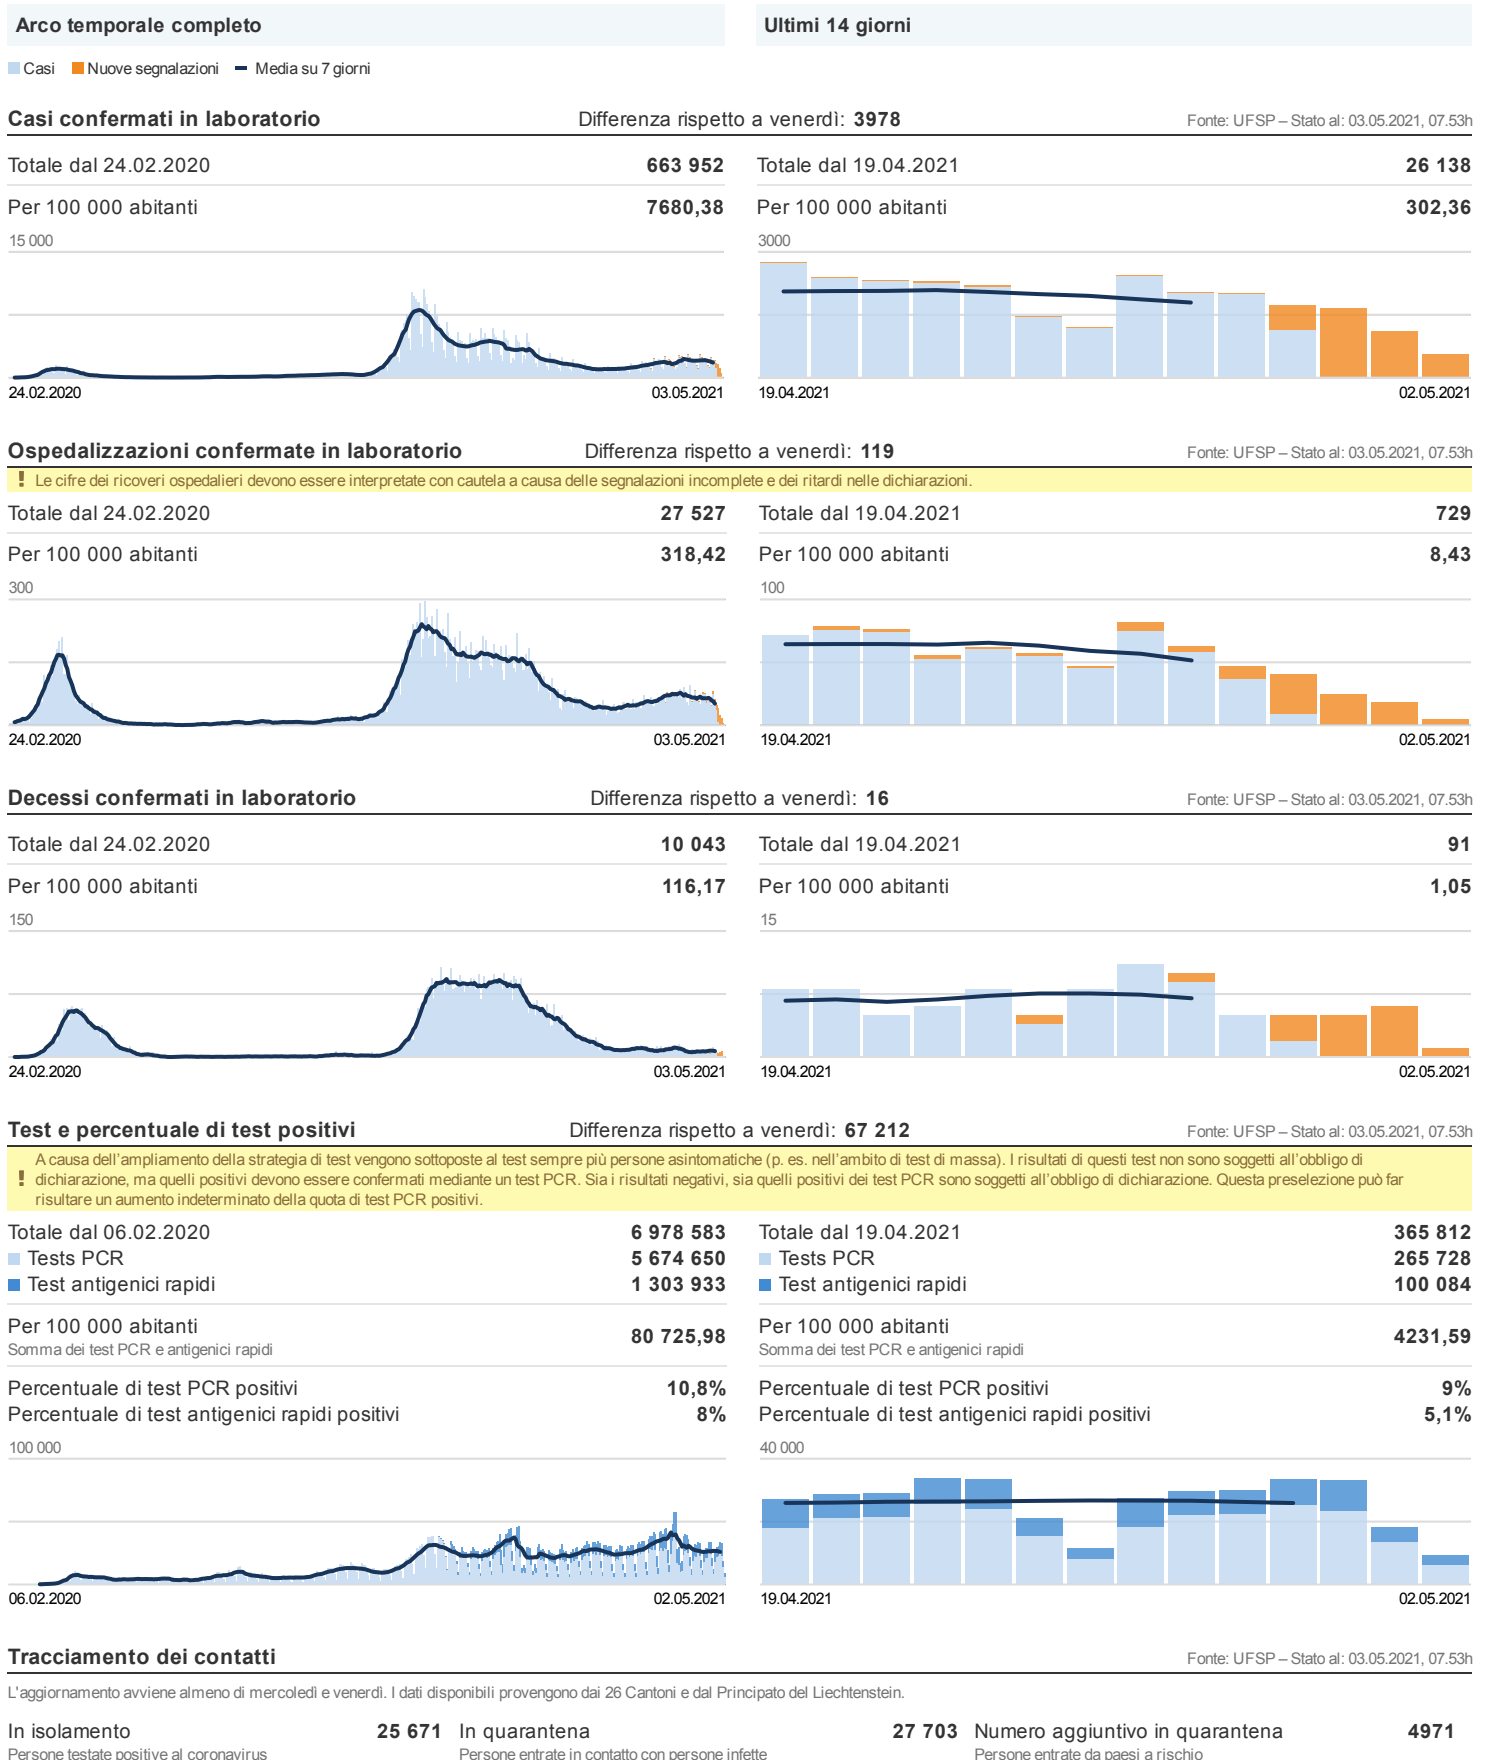 Arco temporale completo
Ultimi 14 giorni
Casi Nuove segnalazioni Media su 7 giorni
Casi confermati in laboratorio Differenza rispetto a venerdì: 3978 Fonte: UFSP – Stato al: 03.05.2021, 07.53h
Totale dal 24.02.2020 663 952 Totale dal 19.04.2021 26 138
Per 100 000 abitanti 7680,38 Per 100 000 abitanti 302,36
15 000 3000
24.02.2020 03.05.2021 19.04.2021 02.05.2021
Ospedalizzazioni confermate in laboratorio Differenza rispetto a venerdì: 119 Fonte: UFSP – Stato al: 03.05.2021, 07.53h
! Le cifre dei ricoveri ospedalieri devono essere interpretate con cautela a causa delle segnalazioni incomplete e dei ritardi nelle dichiarazioni.
Totale dal 24.02.2020 27 527 Totale dal 19.04.2021 729
Per 100 000 abitanti 318,42 Per 100 000 abitanti 8,43
300 100
24.02.2020 03.05.2021 19.04.2021 02.05.2021
Decessi confermati in laboratorio Differenza rispetto a venerdì: 16 Fonte: UFSP – Stato al: 03.05.2021, 07.53h
Totale dal 24.02.2020 10 043 Totale dal 19.04.2021 91
Per 100 000 abitanti 116,17 Per 100 000 abitanti 1,05
150 15
24.02.2020 03.05.2021 19.04.2021 02.05.2021
Test e percentuale di test positivi Differenza rispetto a venerdì: 67 212 Fonte: UFSP – Stato al: 03.05.2021, 07.53h
A causa dell'ampliamento della strategia di test vengono sottoposte al test sempre più persone asintomatiche (p. es. nell'ambito di test di massa). I risultati di questi test non sono soggetti all'obbligo di
! dichiarazione, ma quelli positivi devono essere confermati mediante un test PCR. Sia i risultati negativi, sia quelli positivi dei test PCR sono soggetti all'obbligo di dichiarazione. Questa preselezione può far
risultare un aumento indeterminato della quota di test PCR positivi.
Totale dal 06.02.2020 6 978 583 Totale dal 19.04.2021 365 812
Tests PCR 5 674 650 Tests PCR 265 728
Test antigenici rapidi 1 303 933 Test antigenici rapidi 100 084
Per 100 000 abitanti 80 725,98 Per 100 000 abitanti 4231,59
Somma dei test PCR e antigenici rapidi Somma dei test PCR e antigenici rapidi
Percentuale di test PCR positivi 10,8% Percentuale di test PCR positivi 9%
Percentuale di test antigenici rapidi positivi 8% Percentuale di test antigenici rapidi positivi 5,1%
100 000 40 000
06.02.2020 02.05.2021 19.04.2021 02.05.2021
Tracciamento dei contatti Fonte: UFSP – Stato al: 03.05.2021, 07.53h
L'aggiornamento avviene almeno di mercoledì e venerdì. I dati disponibili provengono dai 26 Cantoni e dal Principato del Liechtenstein.
In isolamento 25 671 In quarantena 27 703 Numero aggiuntivo in quarantena 4971
Persone testate positive al coronavirus Persone entrate in contatto con persone infette Persone entrate da paesi a rischio